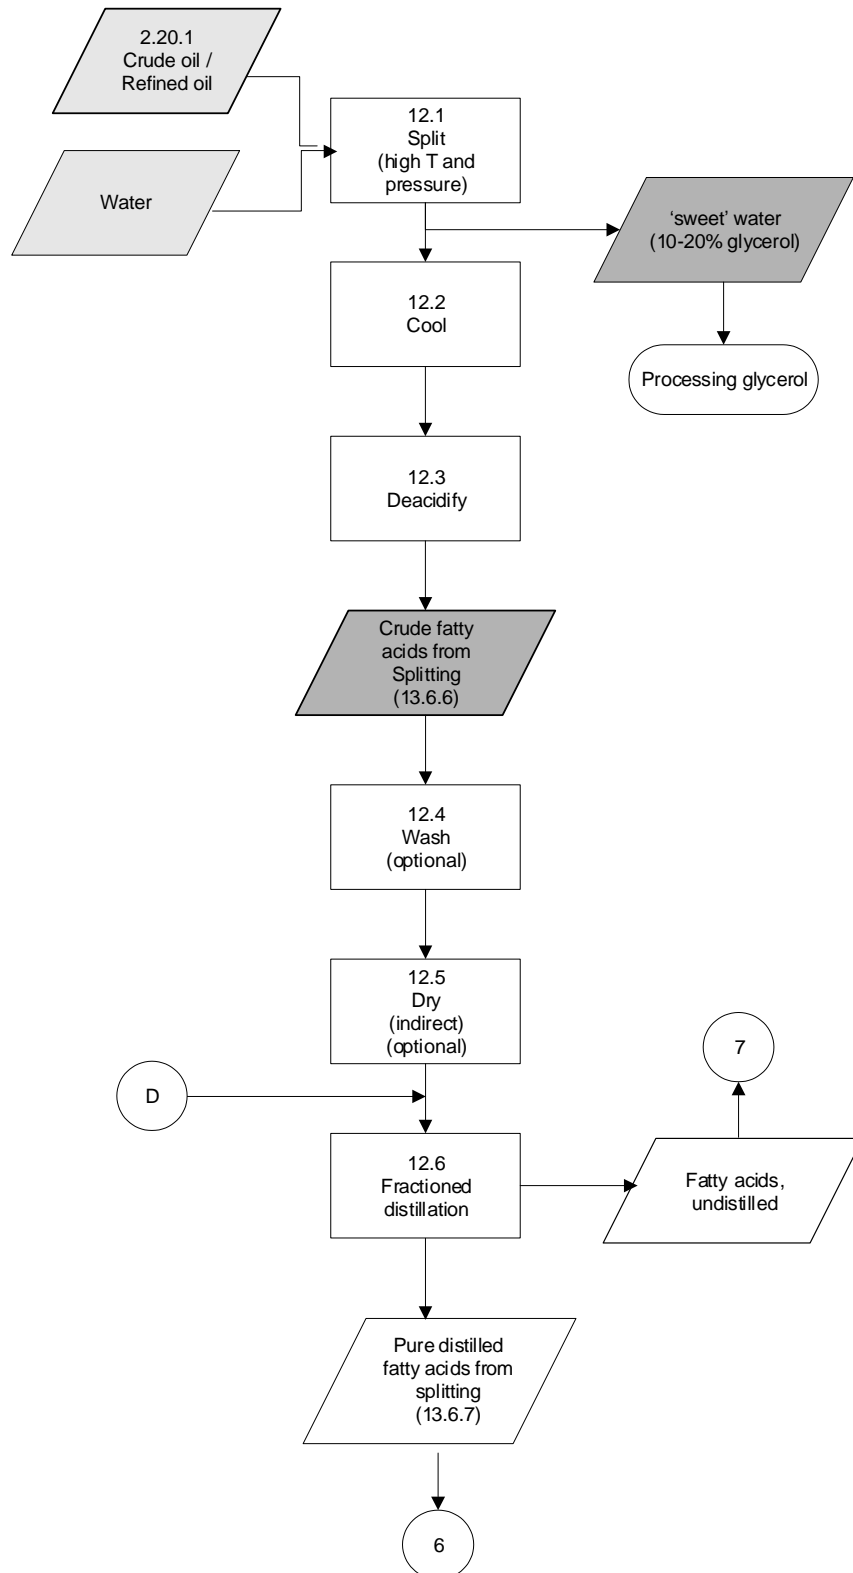 2.20.1
Crude oil /
Refined oil
12.1
Split
(high T and
pressure)
Water
‘sweet’ water
(10-20% glycerol)
12.2
Cool
Processing glycerol
12.3
Deacidify
Crude fatty
acids from
Splitting
(13.6.6)
12.4
Wash
(optional)
12.5
Dry
(indirect)
(optional)
7
D
12.6
Fractioned
distillation
Fatty acids,
undistilled
Pure distilled
fatty acids from
splitting
(13.6.7)
6